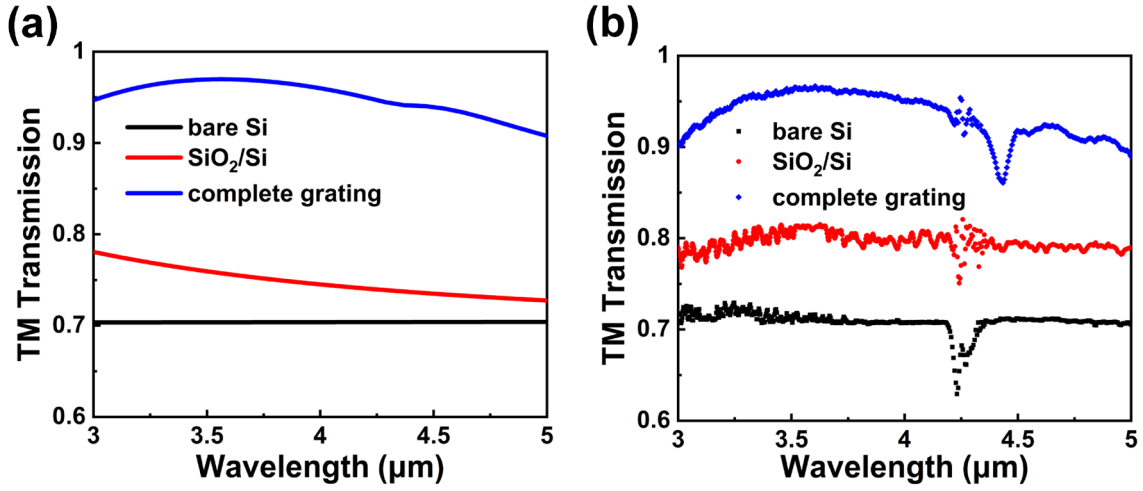 (a)
TM Transmission
1
0.9
0.8
0.7
0.6
bare Si
SiO₂/Si
complete grating
3
3.5
4
4.5
5
Wavelength (μm)
(b)
TM Transmission
1
0.9
0.8
0.7
0.6
bare Si
SiO₂/Si
complete grating
3
3.5
4
4.5
5
Wavelength (μm)